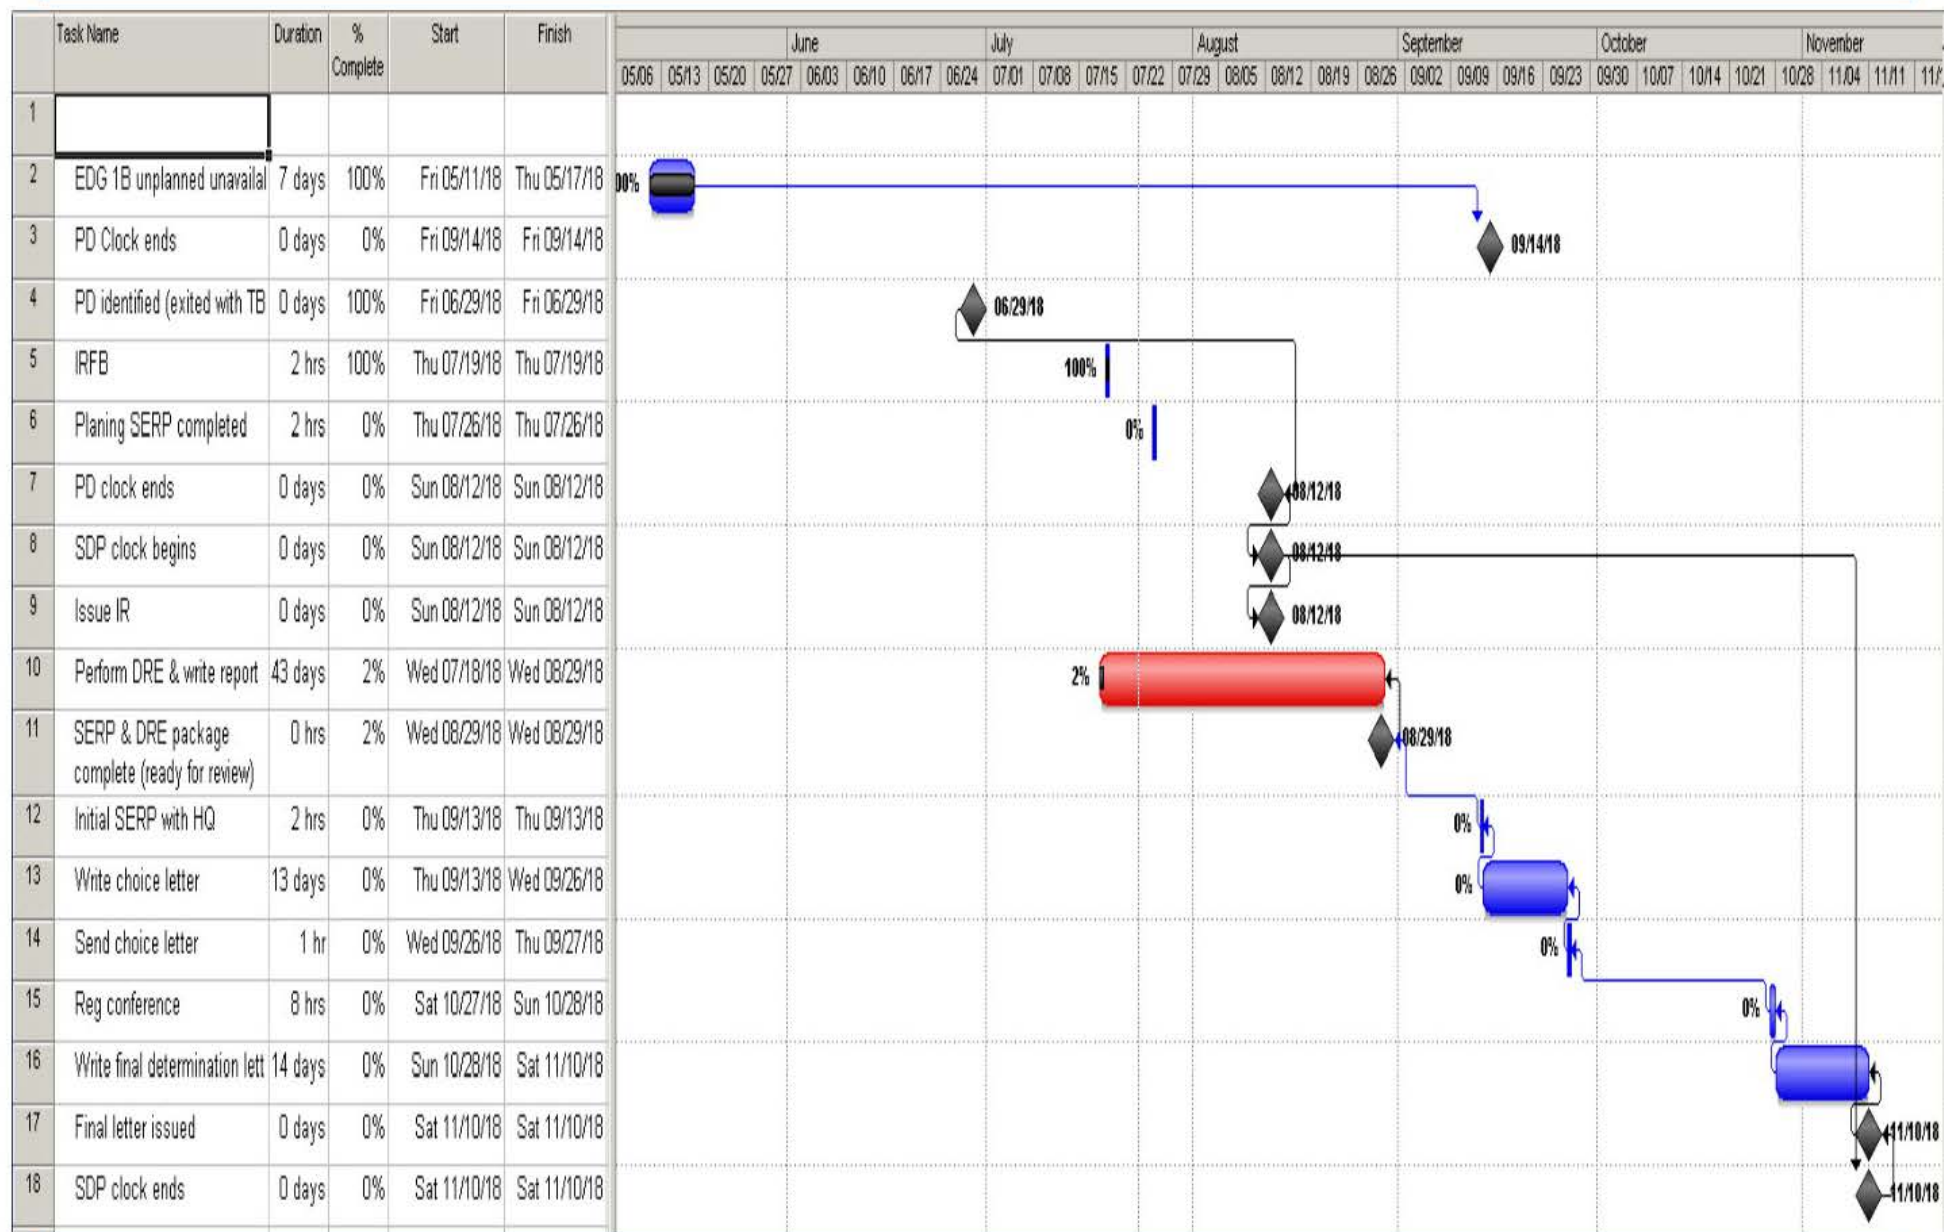 Task Name Duration % Complete Start Finish
June July August September October November
05/06 05/13 05/20 05/27 06/03 06/10 06/17 06/24 07/01 07/08 07/15 07/22 07/29 08/05 08/12 08/19 08/26 09/02 09/09 09/16 09/23 09/30 10/07 10/14 10/21 10/28 11/04 11/11 11/
1
2 EDG 1B unplanned unavailal 7 days 100% Fri 05/11/18 Thu 05/17/18 00%
3 PD Clock ends 0 days 0% Fri 09/14/18 Fri 09/14/18 09/14/18
4 PD identified (exited with TB 0 days 100% Fri 06/29/18 Fri 06/29/18 06/29/18
5 IRFB 2 hrs 100% Thu 07/19/18 Thu 07/19/18 100%
6 Planing SERP completed 2 hrs 0% Thu 07/26/18 Thu 07/26/18 0%
7 PD clock ends 0 days 0% Sun 08/12/18 Sun 08/12/18 08/12/18
8 SDP clock begins 0 days 0% Sun 08/12/18 Sun 08/12/18 08/12/18
9 Issue IR 0 days 0% Sun 08/12/18 Sun 08/12/18 08/12/18
10 Perform DRE & write report 43 days 2% Wed 07/18/18 Wed 08/29/18 2%
11 SERP & DRE package 0 hrs 2% Wed 08/29/18 Wed 08/29/18 08/29/18
complete (ready for review)
12 Initial SERP with HQ 2 hrs 0% Thu 09/13/18 Thu 09/13/18 0%
13 Write choice letter 13 days 0% Thu 09/13/18 Wed 09/26/18 0%
14 Send choice letter 1 hr 0% Wed 09/26/18 Thu 09/27/18 0%
15 Reg conference 8 hrs 0% Sat 10/27/18 Sun 10/28/18 0%
16 Write final determination lett 14 days 0% Sun 10/28/18 Sat 11/10/18
17 Final letter issued 0 days 0% Sat 11/10/18 Sat 11/10/18 11/10/18
18 SDP clock ends 0 days 0% Sat 11/10/18 Sat 11/10/18 11/10/18